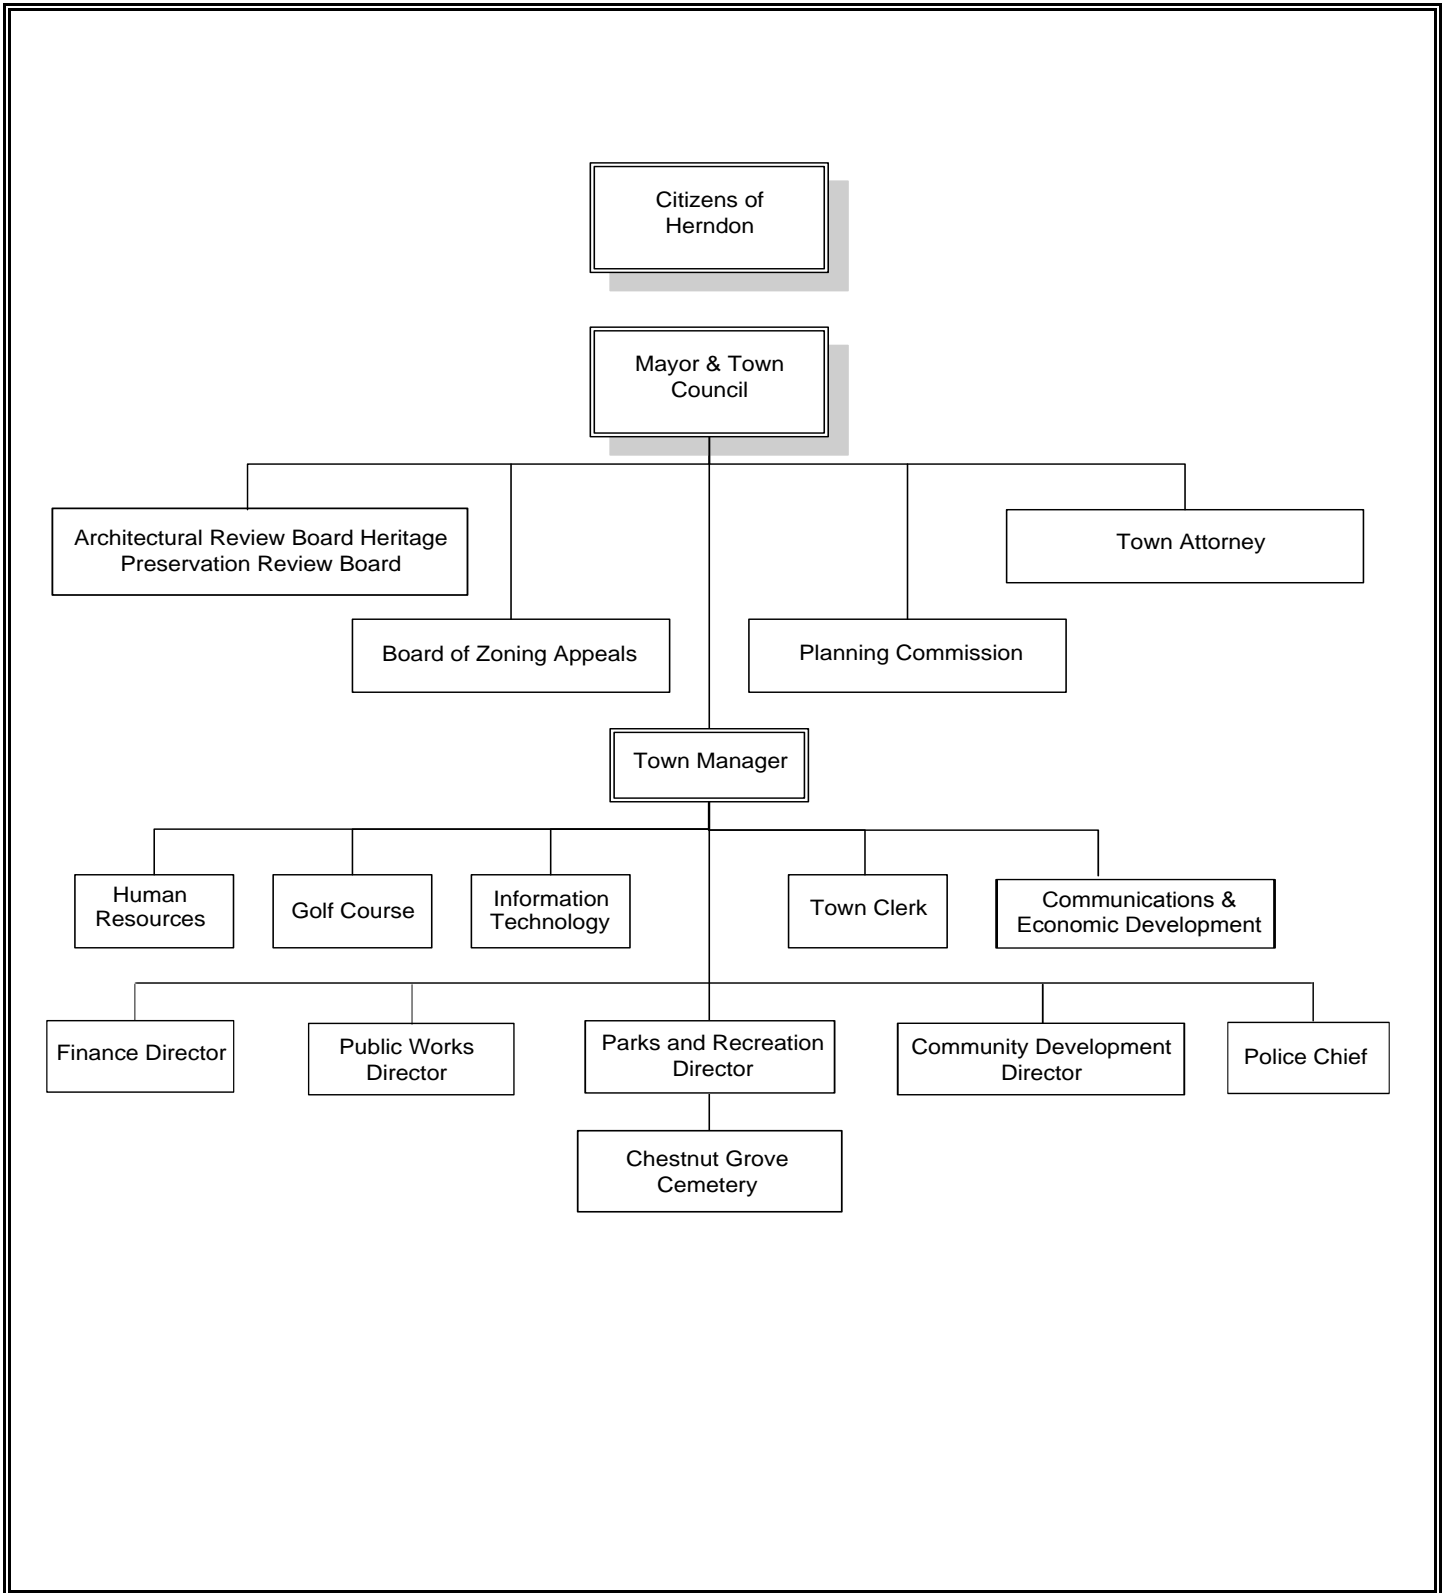 Citizens of
Herndon
Mayor & Town
Council
Architectural Review Board Heritage
Preservation Review Board
Town Attorney
Board of Zoning Appeals
Planning Commission
Town Manager
Human
Resources
Golf Course
Information
Technology
Town Clerk
Communications &
Economic Development
Finance Director
Public Works
Director
Parks and Recreation
Director
Community Development
Director
Police Chief
Chestnut Grove
Cemetery